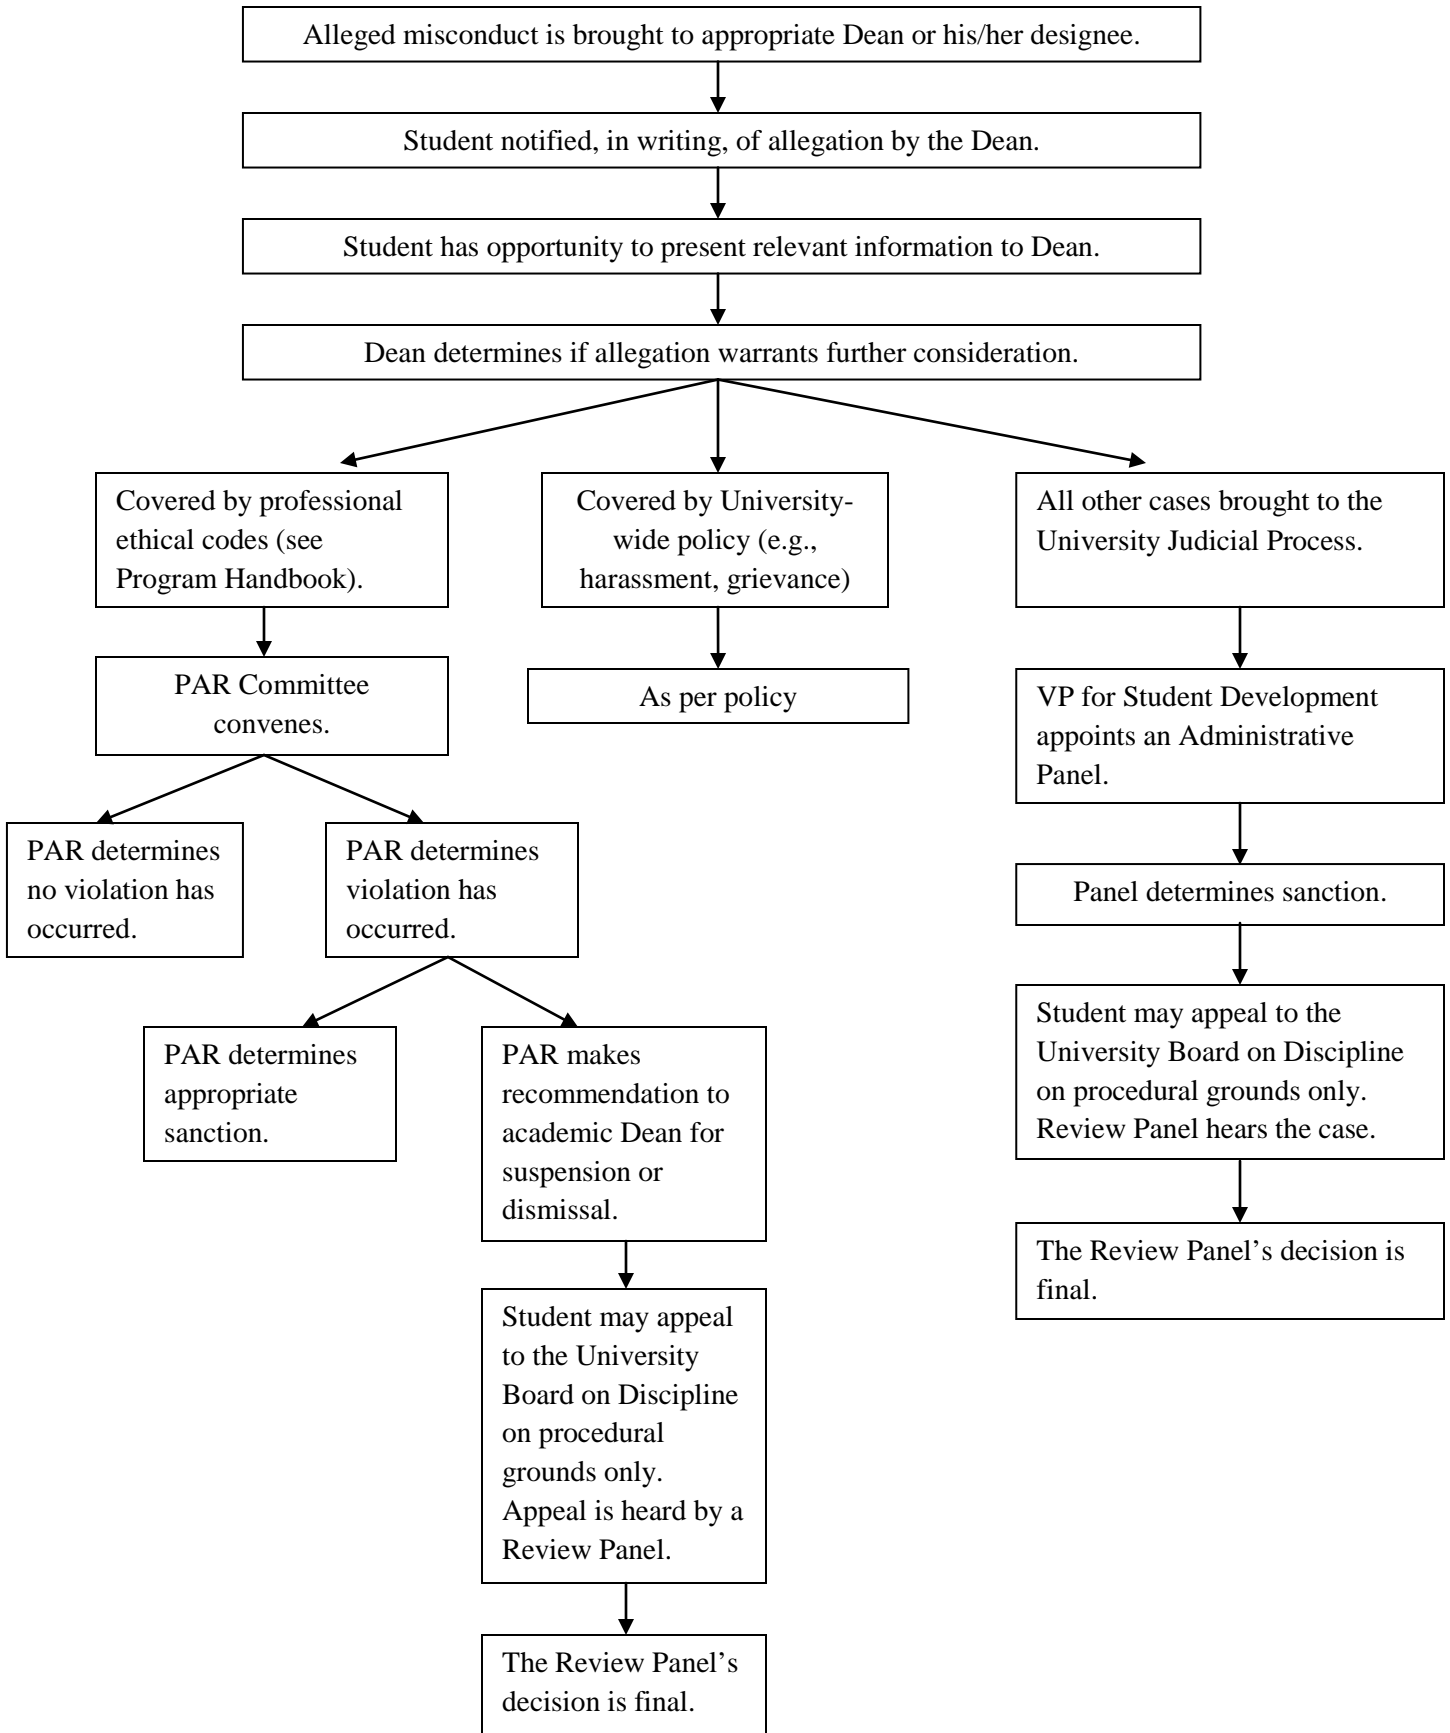 Alleged misconduct is brought to appropriate Dean or his/her designee.
Student notified, in writing, of allegation by the Dean.
Student has opportunity to present relevant information to Dean.
Dean determines if allegation warrants further consideration.
Covered by professional
ethical codes (see
Program Handbook).
Covered by University-
wide policy (e.g.,
harassment, grievance)
All other cases brought to the
University Judicial Process.
PAR Committee
convenes.
As per policy
VP for Student Development
appoints an Administrative
Panel.
PAR determines
no violation has
occurred.
PAR determines
violation has
occurred.
Panel determines sanction.
PAR determines
appropriate
sanction.
PAR makes
recommendation to
academic Dean for
suspension or
dismissal.
Student may appeal to the
University Board on Discipline
on procedural grounds only.
Review Panel hears the case.
The Review Panel’s decision is
final.
Student may appeal
to the University
Board on Discipline
on procedural
grounds only.
Appeal is heard by a
Review Panel.
The Review Panel’s
decision is final.